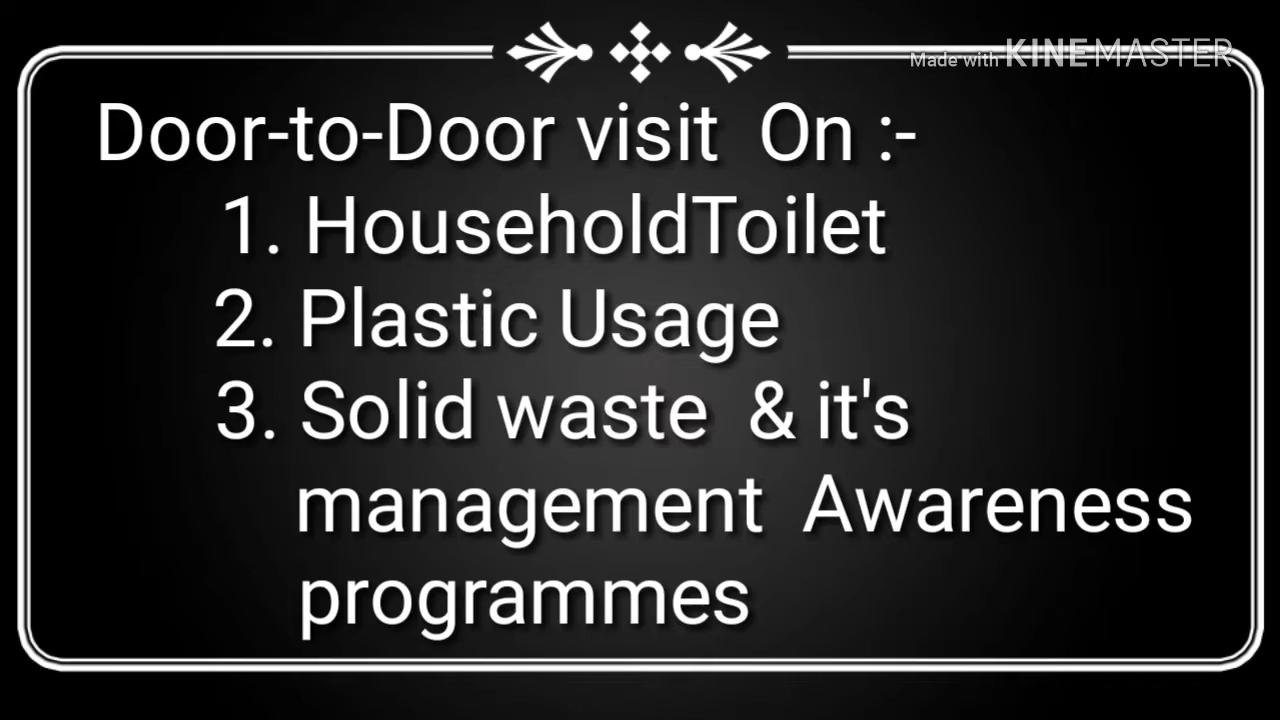 Made with KINEMASTER
Door-to-Door visit On :-
1. HouseholdToilet
2. Plastic Usage
3. Solid waste & it's
management Awareness
programmes